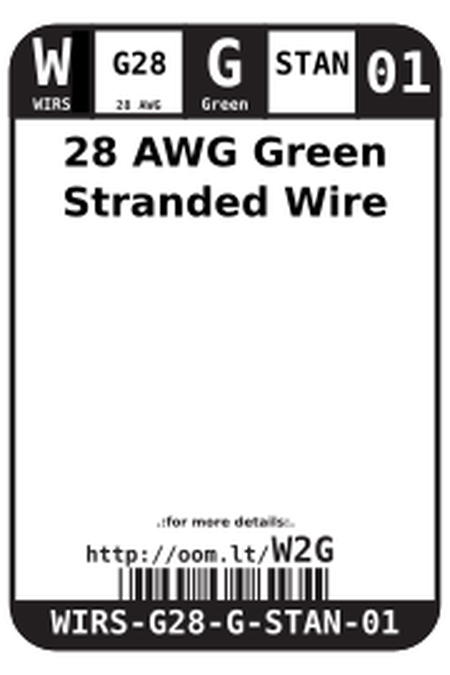 W G28 G STAN 01
WIRS 28 AWG Green
28 AWG Green
Stranded Wire
.:for more details:.
http://oom.lt/W2G
WIRS-G28-G-STAN-01